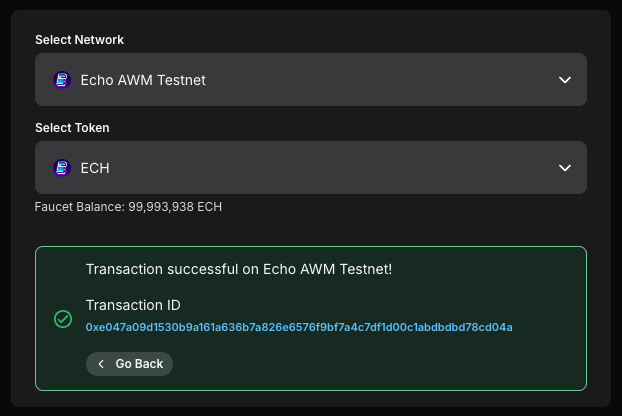 Select Network
Echo AWM Testnet
Select Token
ECH
Faucet Balance: 99,993,938 ECH
Transaction successful on Echo AWM Testnet!
Transaction ID
0xe047a09d1530b9a161a636b7a826e6576f9bf7a4c7df1d00c1abdbdbd78cd04a
Go Back